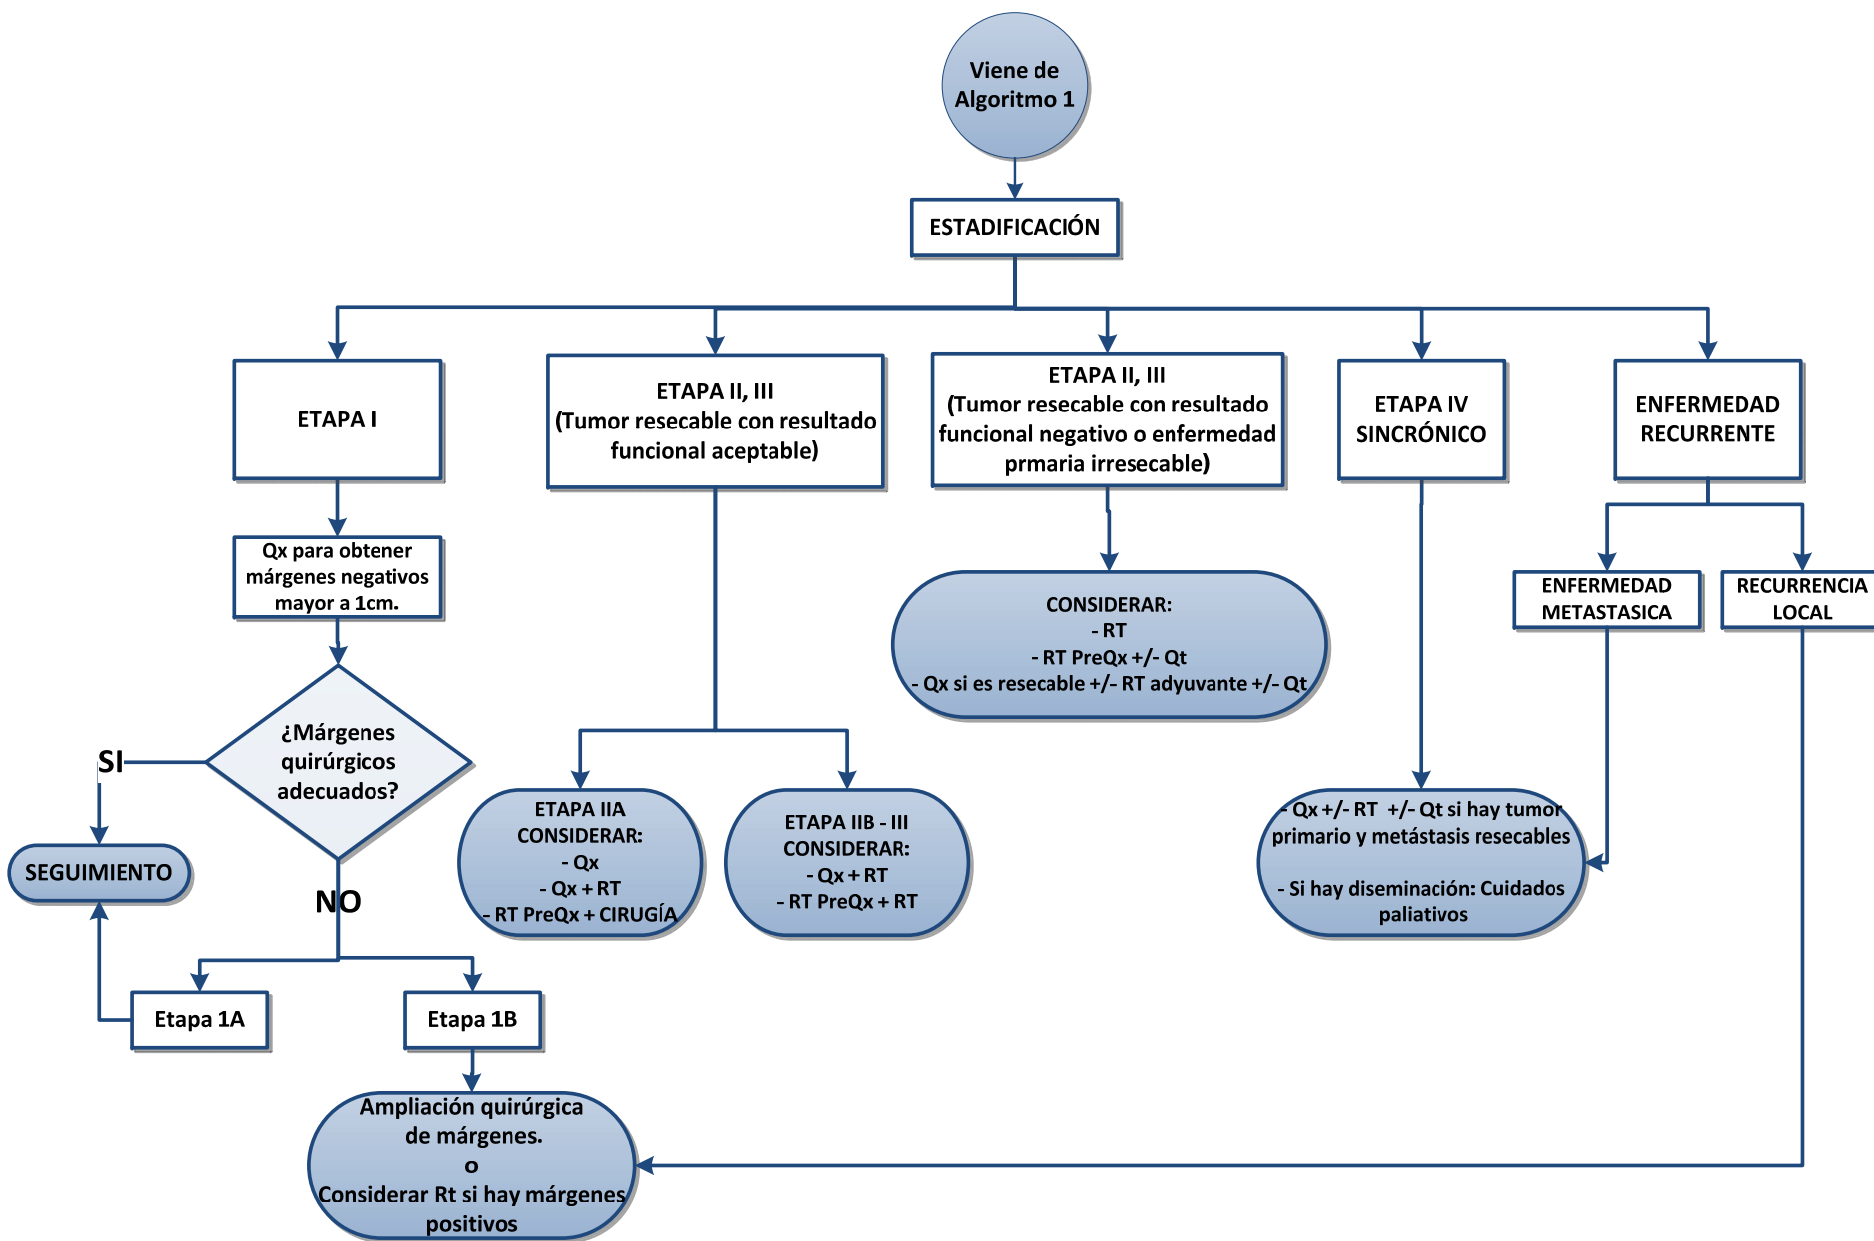 Viene de
Algoritmo 1
ESTADIFICACIÓN
ETAPA I
ETAPA II, III
(Tumor resecable con resultado
funcional aceptable)
ETAPA II, III
(Tumor resecable con resultado
funcional negativo o enfermedad
prmaria irresecable)
ETAPA IV
SINCRÓNICO
ENFERMEDAD
RECURRENTE
Qx para obtener
márgenes negativos
mayor a 1cm.
CONSIDERAR:
- RT
- RT PreQx +/- Qt
- Qx si es resecable +/- RT adyuvante +/- Qt
ENFERMEDAD
METASTASICA
RECURRENCIA
LOCAL
¿Márgenes
quirúrgicos
adecuados?
SI
NO
SEGUIMIENTO
ETAPA IIA
CONSIDERAR:
- Qx
- Qx + RT
- RT PreQx + CIRUGÍA
ETAPA IIB - III
CONSIDERAR:
- Qx + RT
- RT PreQx + RT
- Qx +/- RT +/- Qt si hay tumor
primario y metástasis resecables
- Si hay diseminación: Cuidados
paliativos
Etapa 1A
Etapa 1B
Ampliación quirúrgica
de márgenes.
o
Considerar Rt si hay márgenes
positivos